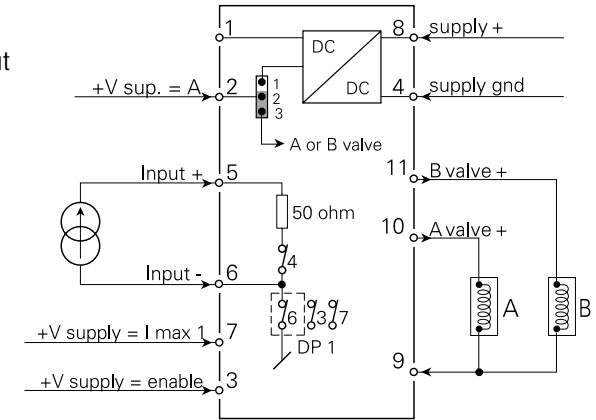 ut
1
8
supply +
DC
DC
+V sup. = A
2
1
2
3
4
supply gnd
A or B valve
Input +
5
11
B valve +
50 ohm
10
A valve +
4
Input -
6
A
B
6
3
7
+V supply = I max 1
7
DP 1
9
+V supply = enable
3